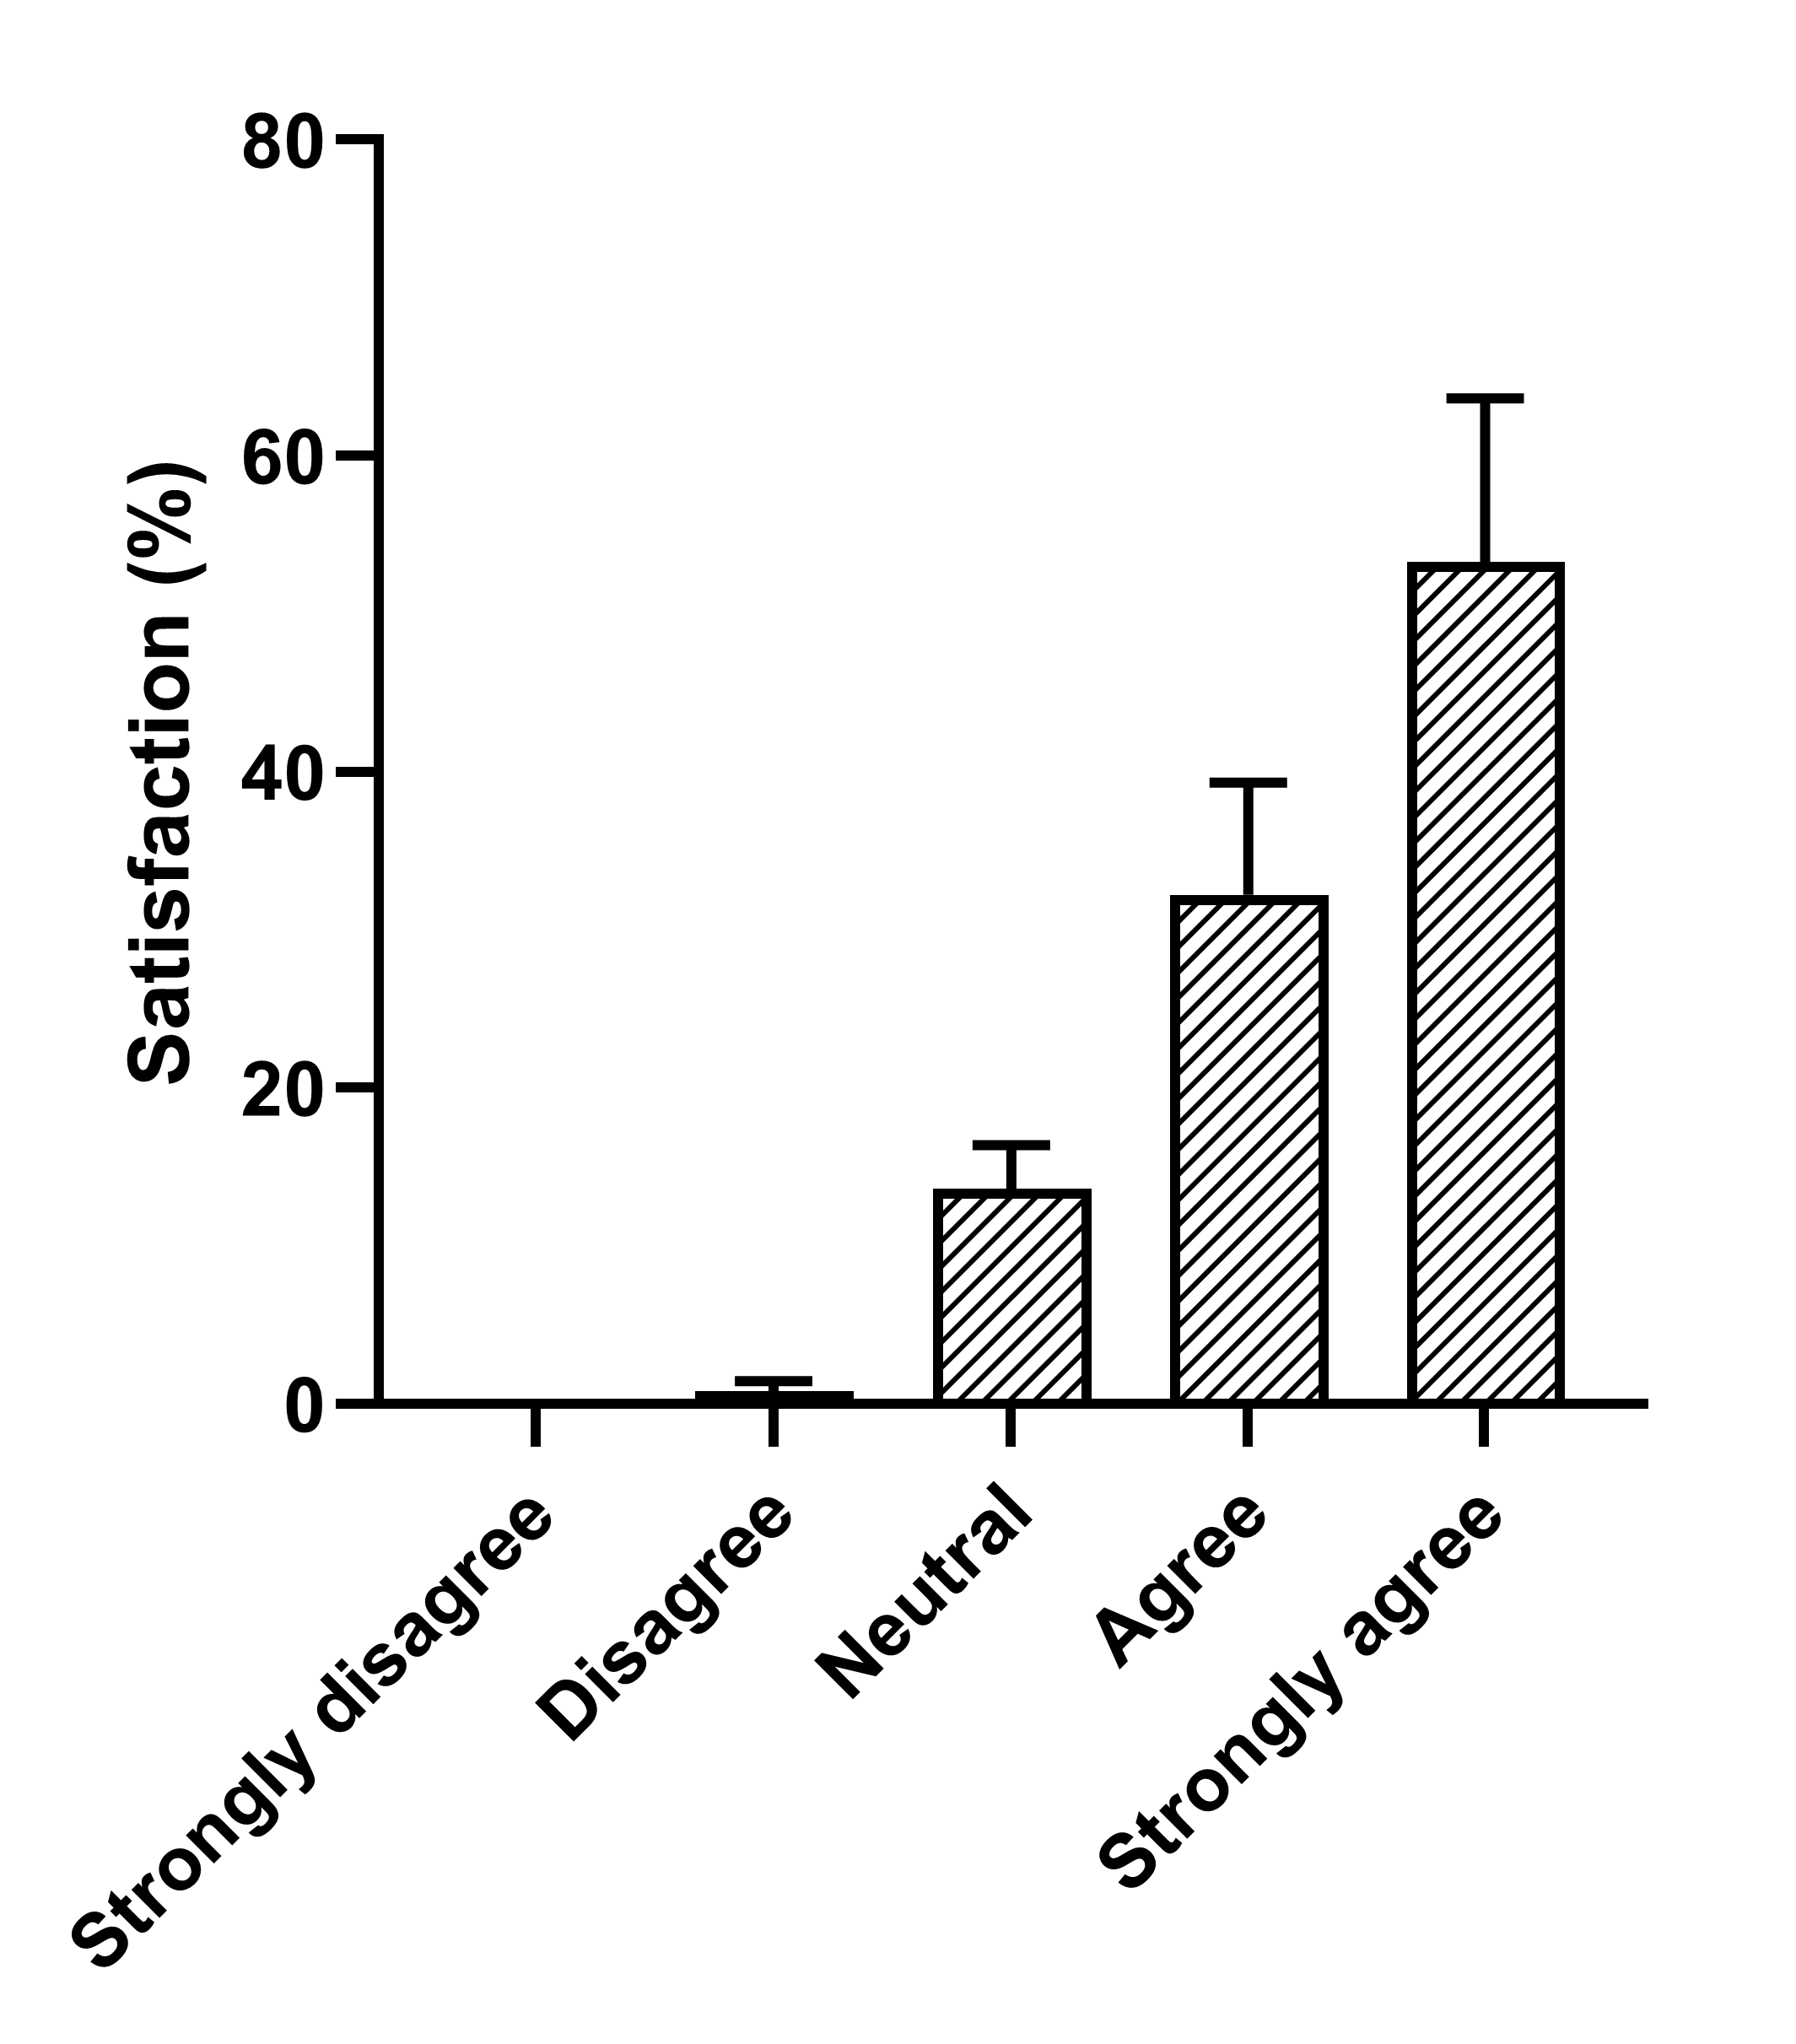 Satisfaction (%)
80
60
40
20
0
Strongly disagree
Disagree
Neutral
Agree
Strongly agree